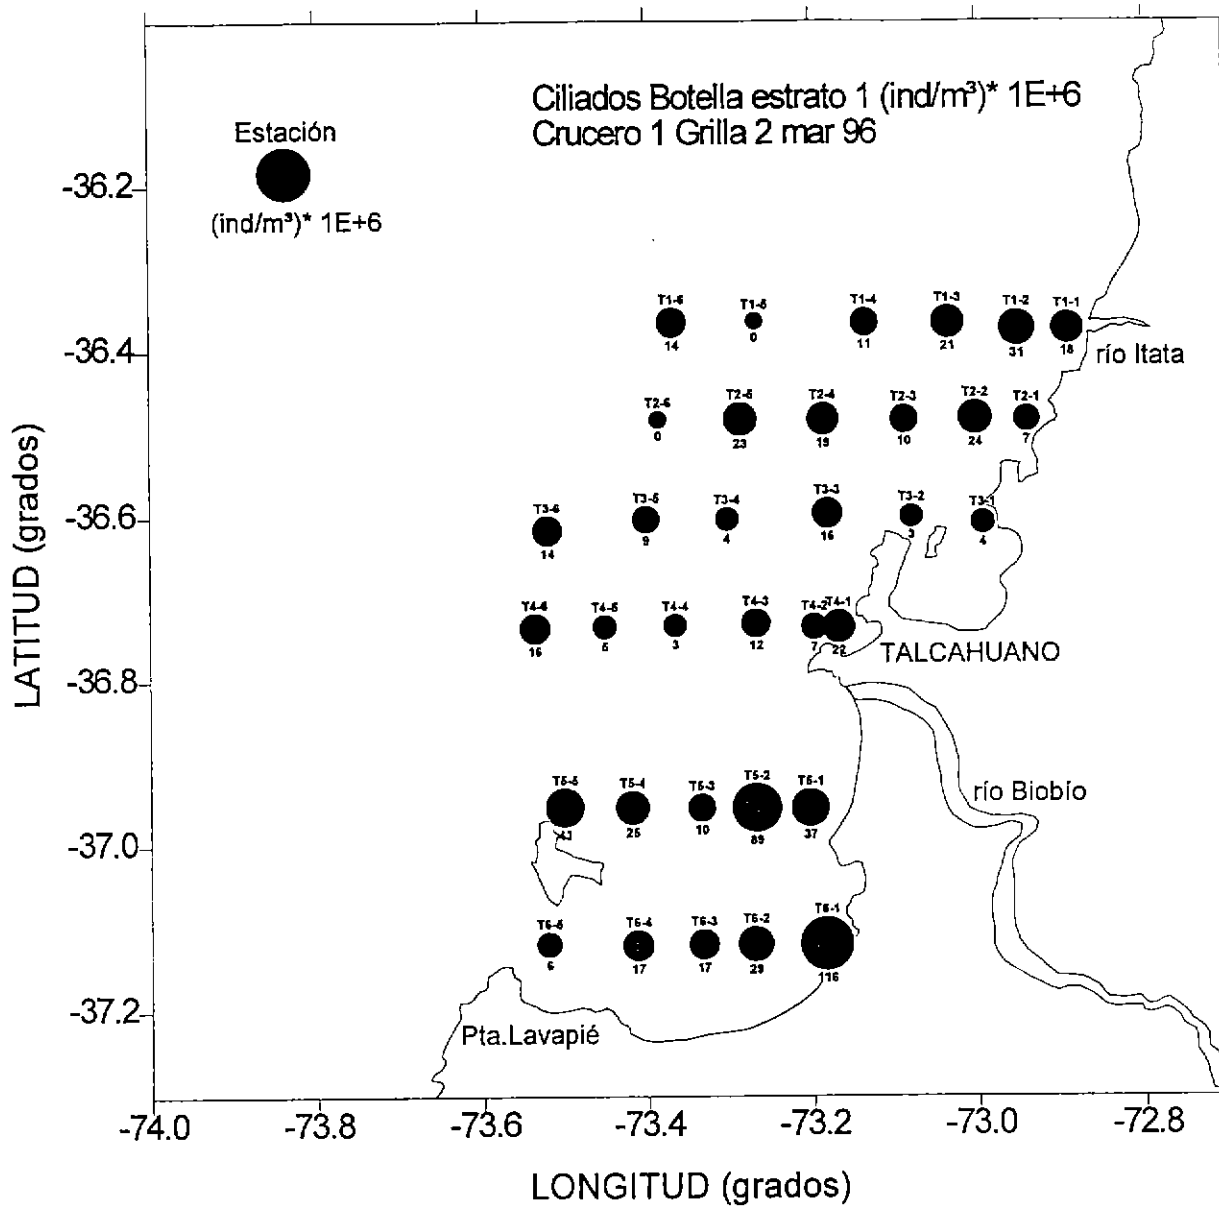 Ciliados Botella estrato 1 (ind/m³)* 1E+6
Crucero 1 Grilla 2 mar 96
Estación
(ind/m³)* 1E+6
-36.2
-36.4
-36.6
-36.8
-37.0
-37.2
LATITUD (grados)
T1-6 T1-5 T1-4 T1-3 T1-2 T1-1
14 0 11 21 31 18
río Itata
T2-6 T2-5 T2-4 T2-3 T2-2 T2-1
0 23 19 10 24 7
T3-6 T3-5 T3-4 T3-3 T3-2 T3-1
14 9 4 16 3 4
T4-6 T4-5 T4-4 T4-3 T4-2 T4-1
16 5 3 12 7 22
TALCAHUANO
T5-5 T5-4 T5-3 T5-2 T5-1
43 25 10 89 37
río Biobío
T6-5 T6-4 T6-3 T6-2 T6-1
6 17 17 29 116
Pta.Lavapié
-74.0 -73.8 -73.6 -73.4 -73.2 -73.0 -72.8
LONGITUD (grados)